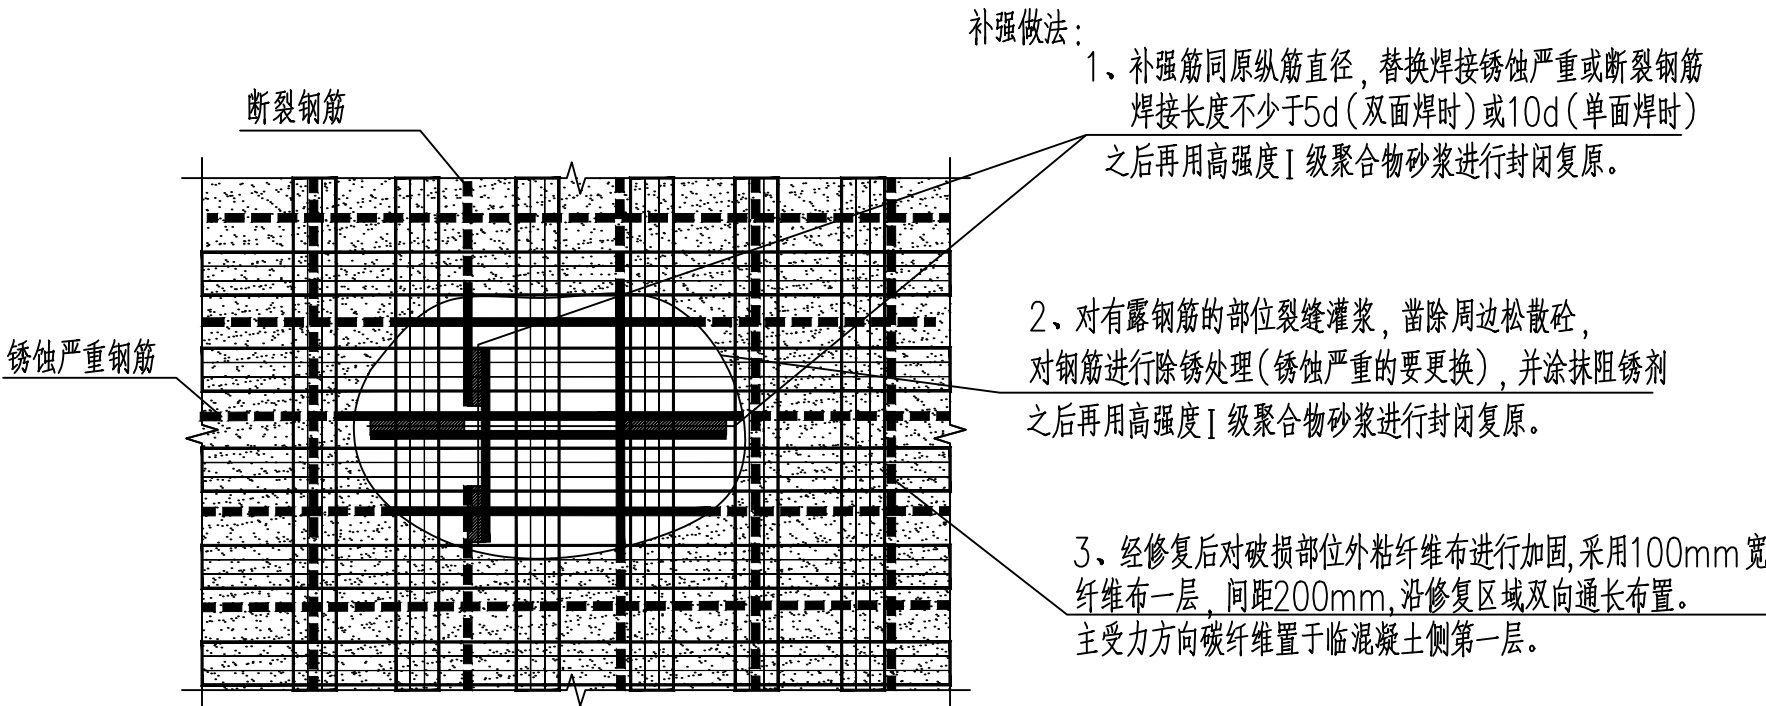 补强做法：
1、补强筋同原纵筋直径，替换焊接锈蚀严重或断裂钢筋
焊接长度不少于5d(双面焊时)或10d(单面焊时)
之后再用高强度I级聚合物砂浆进行封闭复原。
断裂钢筋
2、对有露钢筋的部位裂缝灌浆，凿除周边松散砼，
对钢筋进行除锈处理(锈蚀严重的要更换)，并涂抹阻锈剂
之后再用高强度I级聚合物砂浆进行封闭复原。
锈蚀严重钢筋
3、经修复后对破损部位外粘纤维布进行加固,采用100mm宽
纤维布一层，间距200mm,沿修复区域双向通长布置。
主受力方向碳纤维置于临混凝土侧第一层。